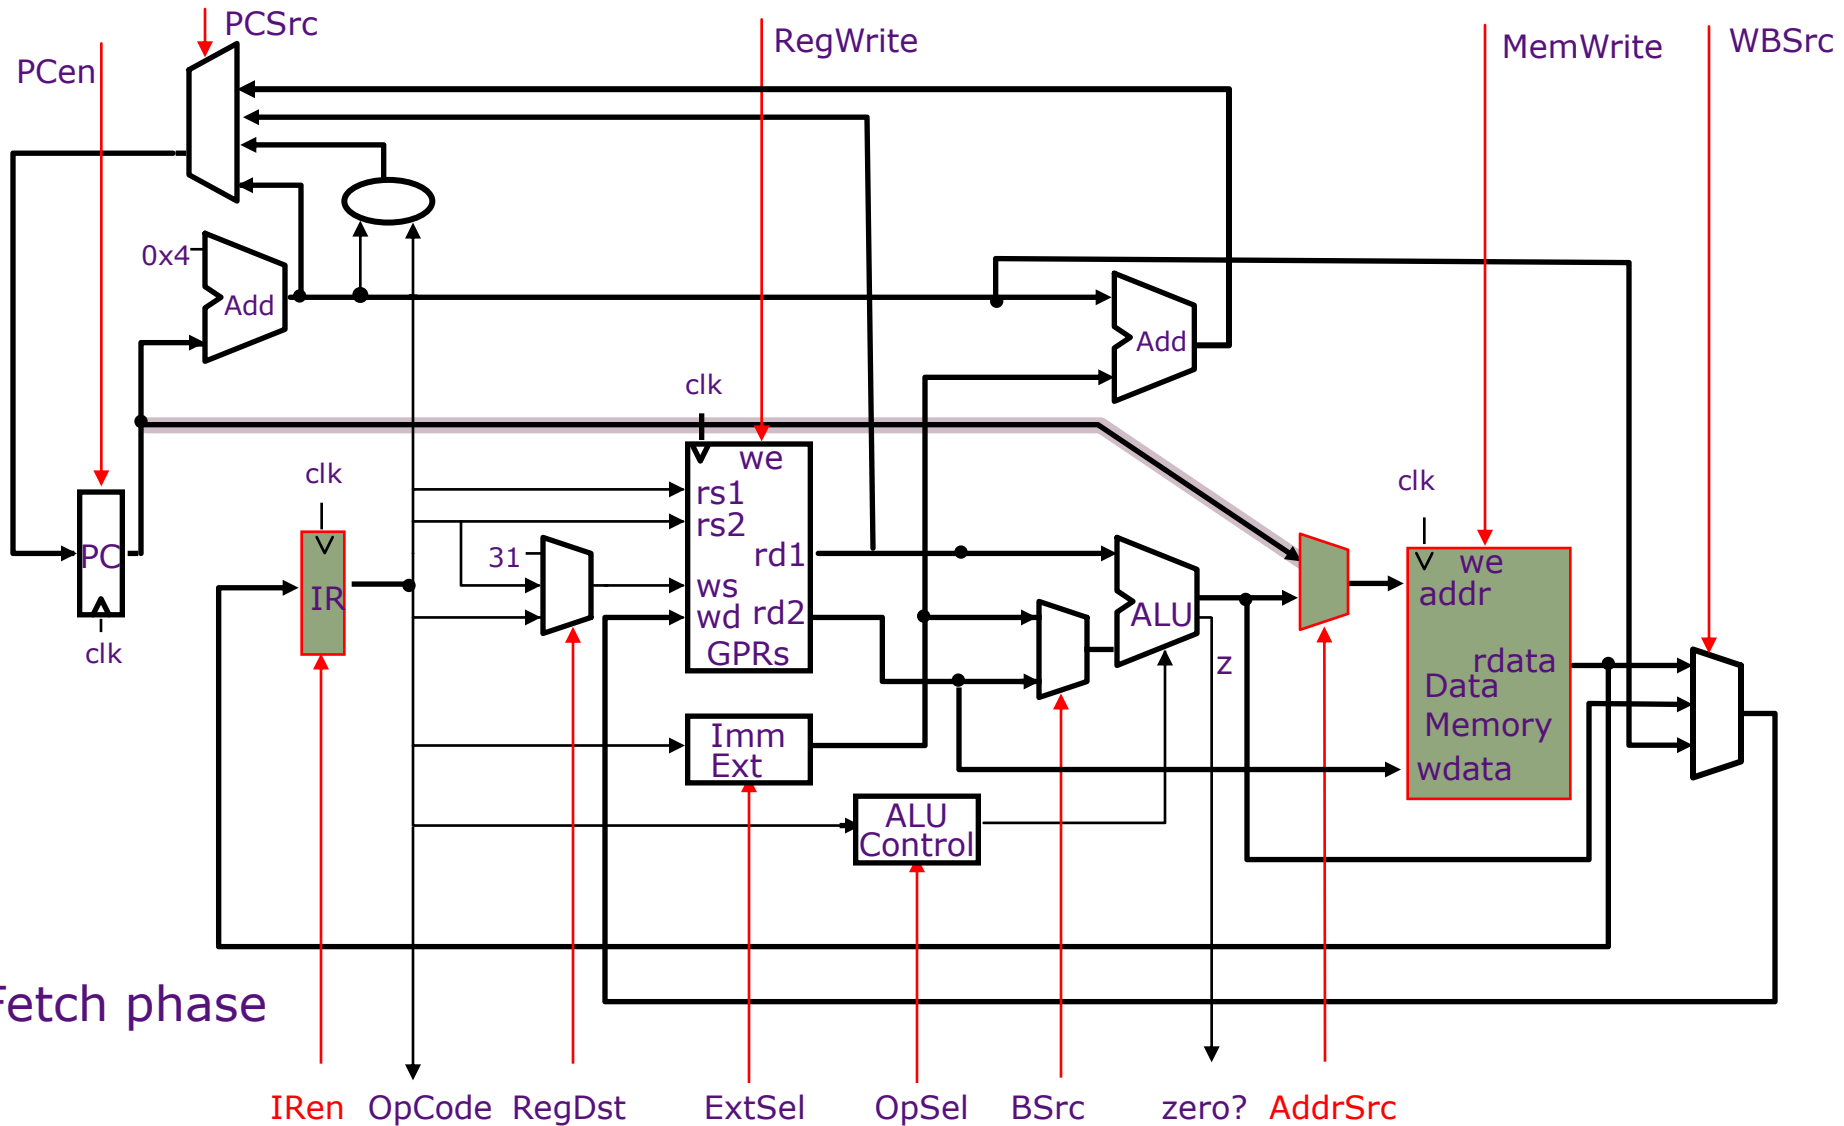 PCSrc
RegWrite
MemWrite
WBSrc
PCen
0x4
Add
Add
clk
clk
clk
we
rs1
rs2
rd1
31
ws
wd
rd2
GPRs
PC
clk
IR
ALU
z
we
addr
rdata
Data
Memory
wdata
Imm
Ext
ALU
Control
Fetch phase
IRen
OpCode
RegDst
ExtSel
OpSel
BSrc
zero?
AddrSrc